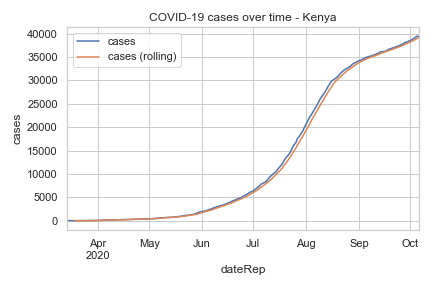 COVID-19 cases over time - Kenya
cases
cases (rolling)
40000
35000
30000
25000
20000
15000
10000
5000
0
cases
Apr
2020
May
Jun
Jul
Aug
Sep
Oct
dateRep